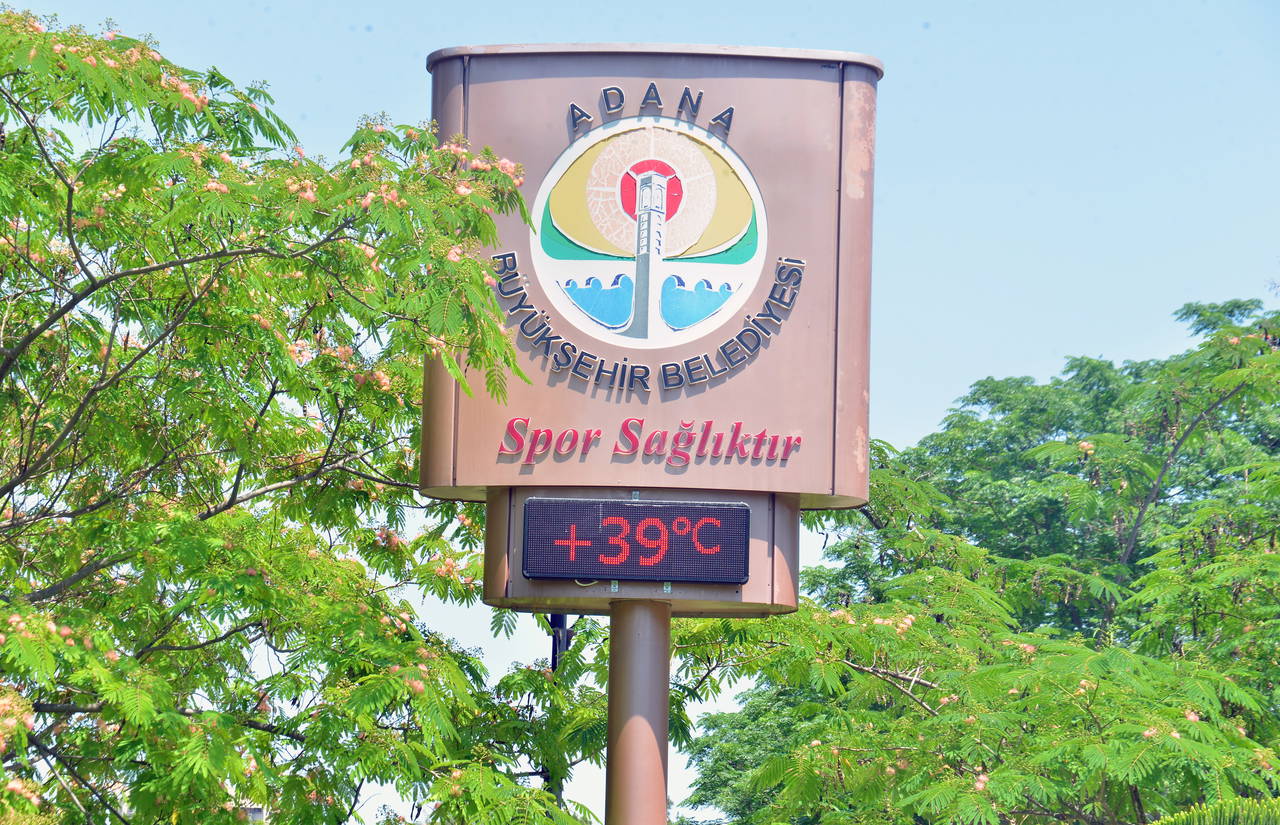 ADANA
BÜYÜKŞEHİR BELEDİYESİ
Spor Sağlıktır
+39°C